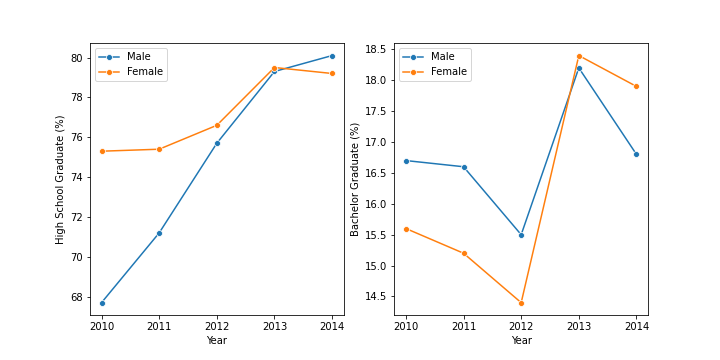 Male
Female
High School Graduate (%)
80
78
76
74
72
70
68
2010 2011 2012 2013 2014
Year
Male
Female
Bachelor Graduate (%)
18.5
18.0
17.5
17.0
16.5
16.0
15.5
15.0
14.5
2010 2011 2012 2013 2014
Year